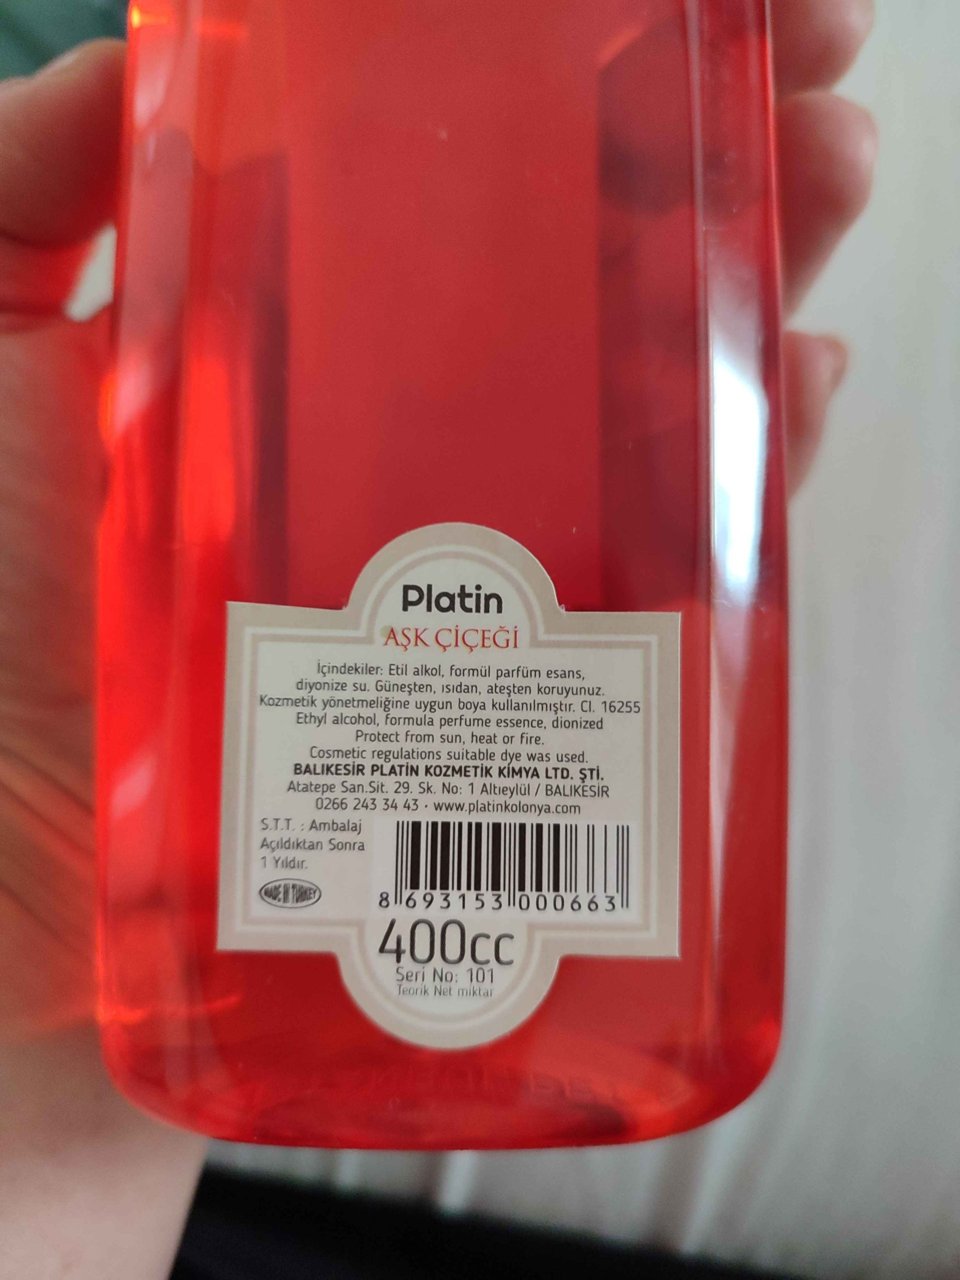 Platin
AŞK ÇİÇEĞİ
İçindekiler: Etil alkol, formül parfüm esans,
diyonize su. Güneşten, ısıdan, ateşten koruyunuz.
Kozmetik yönetmeliğine uygun boya kullanılmıştır. CI. 16255
Ethyl alcohol, formula perfume essence, dionized
Protect from sun, heat or fire.
Cosmetic regulations suitable dye was used.
BALIKESİR PLATİN KOZMETİK KİMYA LTD. ŞTİ.
Atatepe San.Sit. 29. Sk. No: 1 Altıeylül / BALIKESİR
0266 243 34 43 • www.platinkolonya.com
S.T.T. : Ambalaj
Açıldıktan Sonra
1 Yıldır.
MADE IN TURKEY
8 693153 000663
400cc
Seri No: 101
Teorik Net miktar